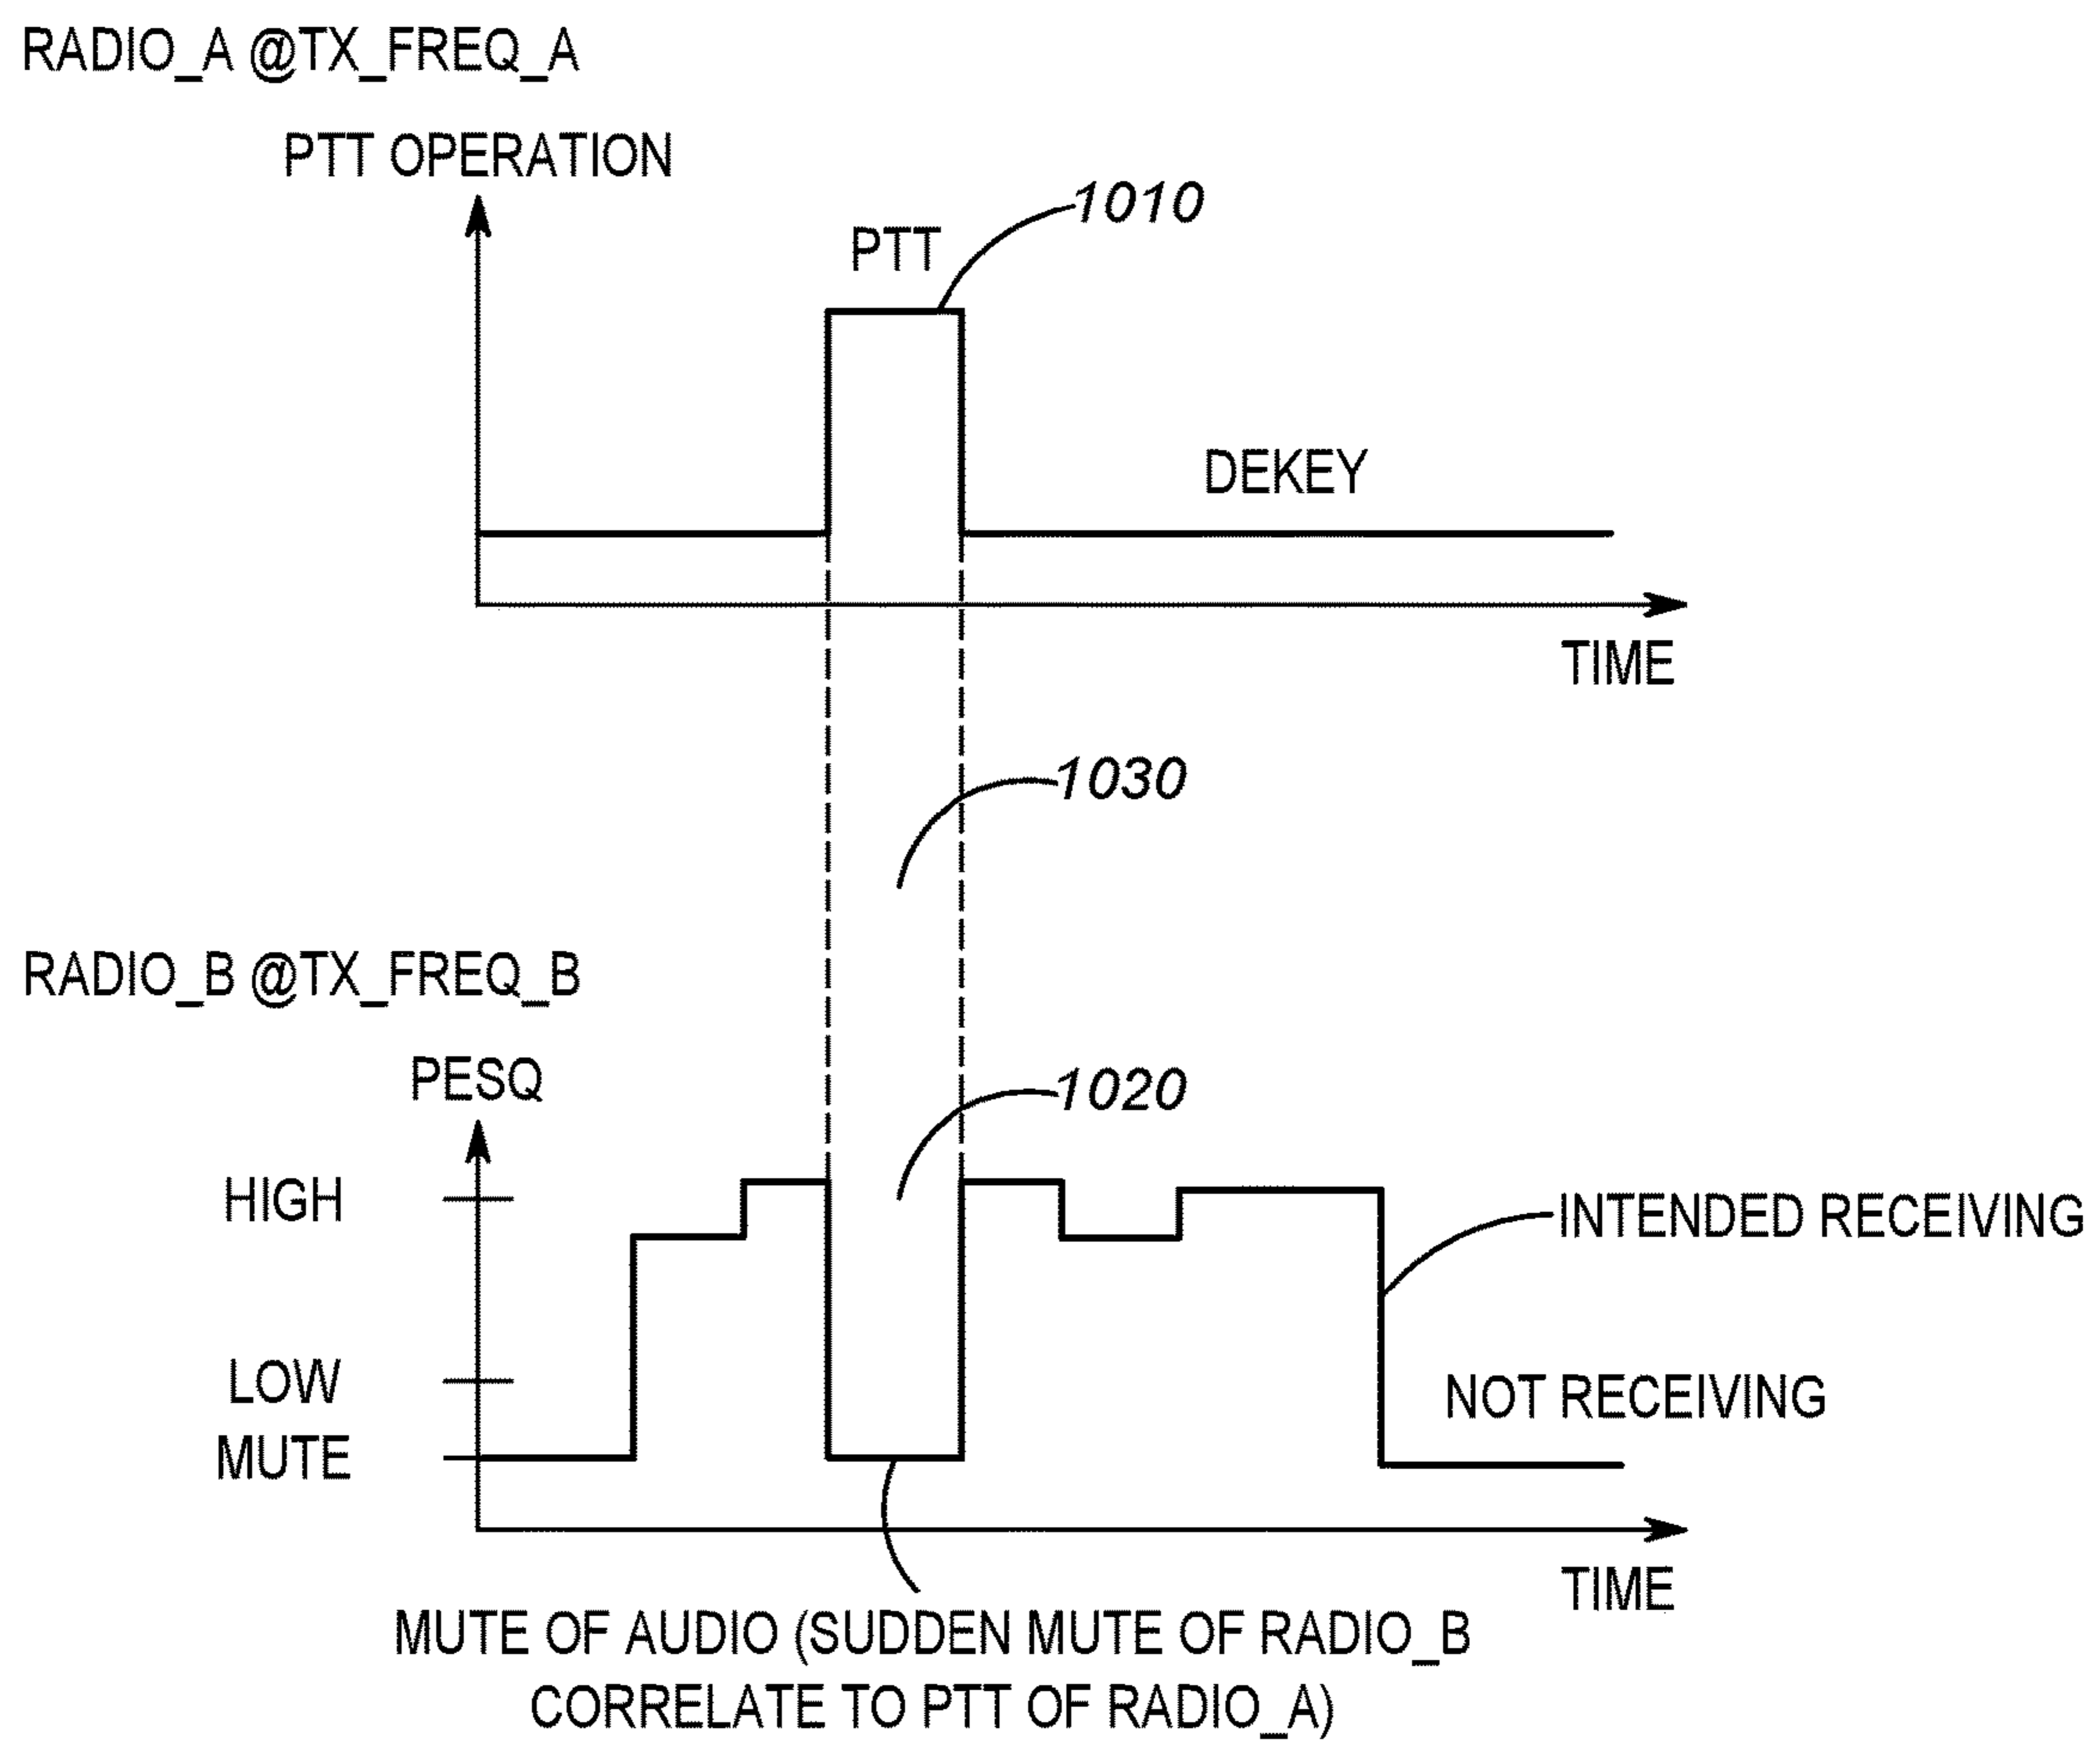 RADIO_A @TX_FREQ_A
PTT OPERATION
1010
PTT
DEKEY
TIME
1030
RADIO_B @TX_FREQ_B
PESQ
1020
HIGH
INTENDED RECEIVING
LOW
NOT RECEIVING
MUTE
TIME
MUTE OF AUDIO (SUDDEN MUTE OF RADIO_B
CORRELATE TO PTT OF RADIO_A)